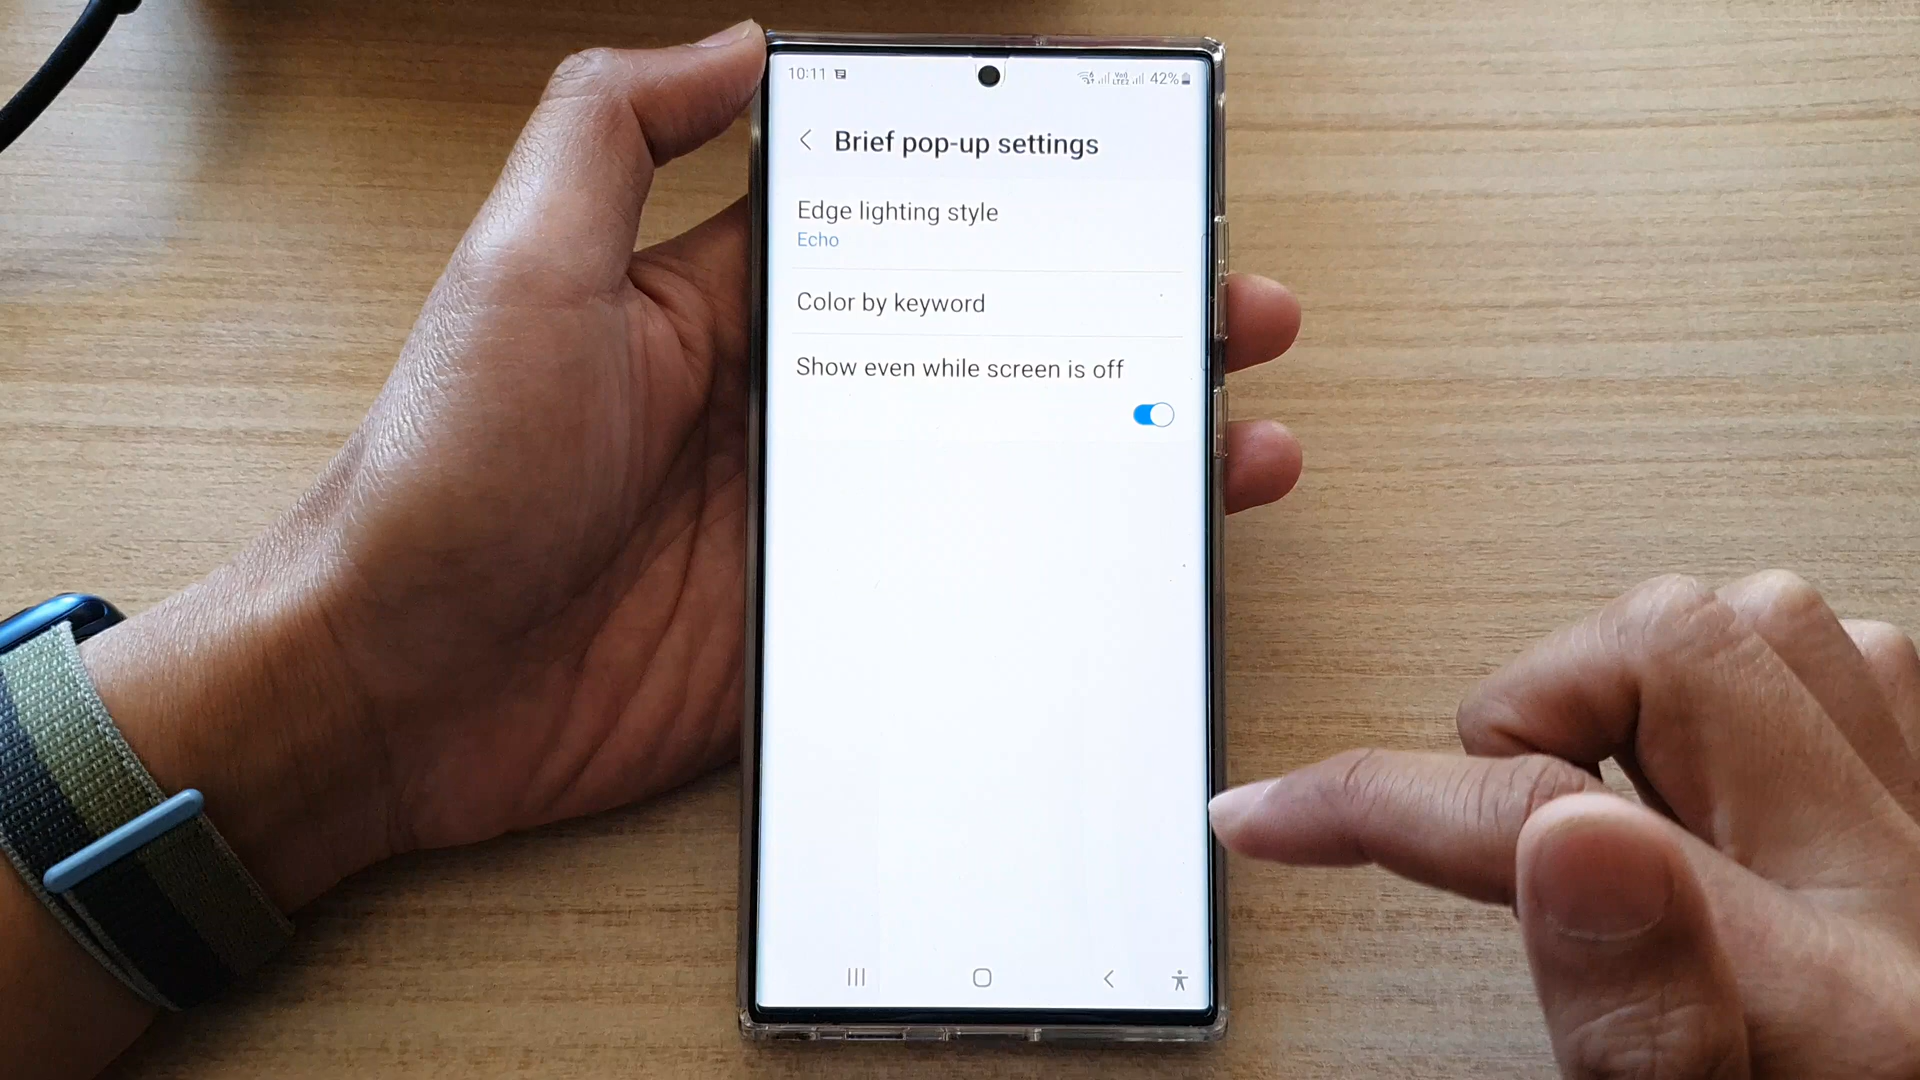 10:11
42%
Brief pop-up settings
Edge lighting style
Echo
Color by keyword
Show even while screen is off